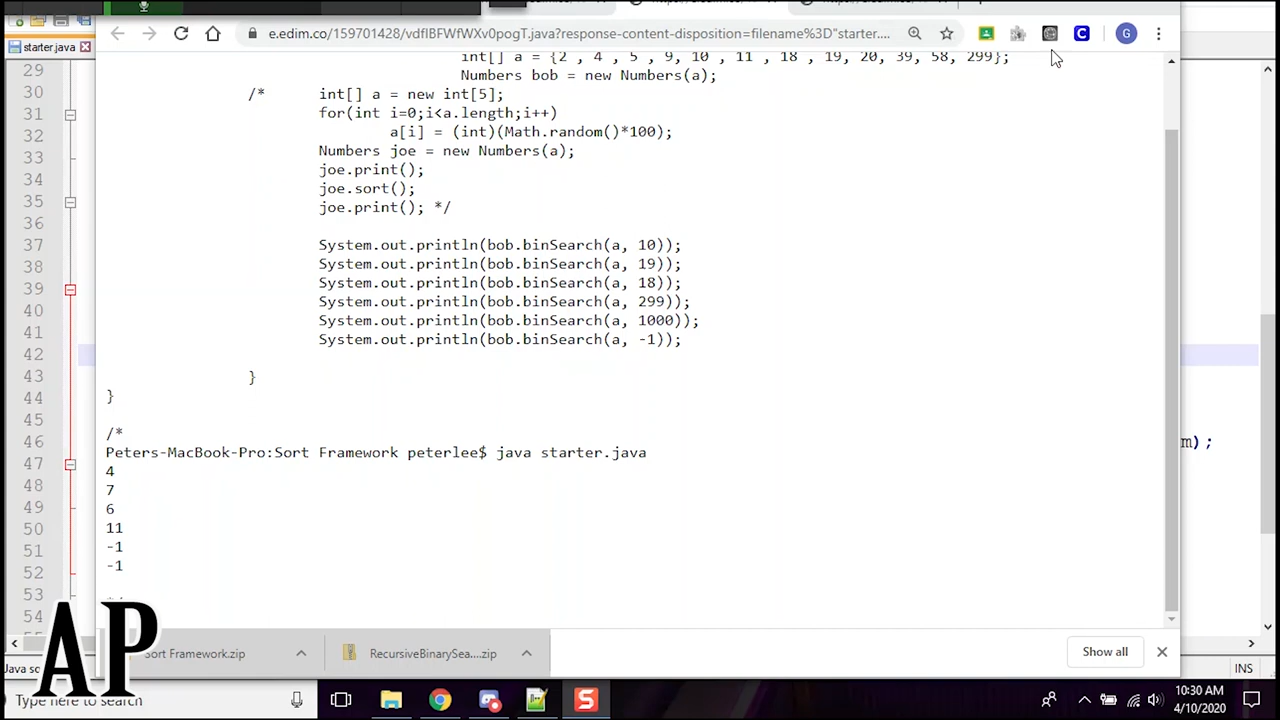 starter.java
e.edim.co/159701428/vdflBFWfWXv0pogT.java?response-content-disposition=filename%3D"starter....
G
29
int[] a = {2 , 4 , 5 , 9, 10 , 11 , 18 , 19, 20, 39, 58, 299};
Numbers bob = new Numbers(a);
30
/* int[] a = new int[5];
31
for(int i=0;i<a.length;i++)
32
a[i] = (int)(Math.random()*100);
33
Numbers joe = new Numbers(a);
34
joe.print();
35
joe.sort();
36
joe.print(); */
37
System.out.println(bob.binSearch(a, 10));
38
System.out.println(bob.binSearch(a, 19));
39
System.out.println(bob.binSearch(a, 18));
40
System.out.println(bob.binSearch(a, 299));
41
System.out.println(bob.binSearch(a, 1000));
42
System.out.println(bob.binSearch(a, -1));
43
}
44
}
45
/*
46
m);
Peters-MacBook-Pro:Sort Framework peterlee$ java starter.java
47
4
48
7
49
6
50
11
51
-1
52
-1
53
54
AP
Sort Framework.zip
RecursiveBinarySea....zip
Show all
Java so
INS
Type here to search
10:30 AM
4/10/2020